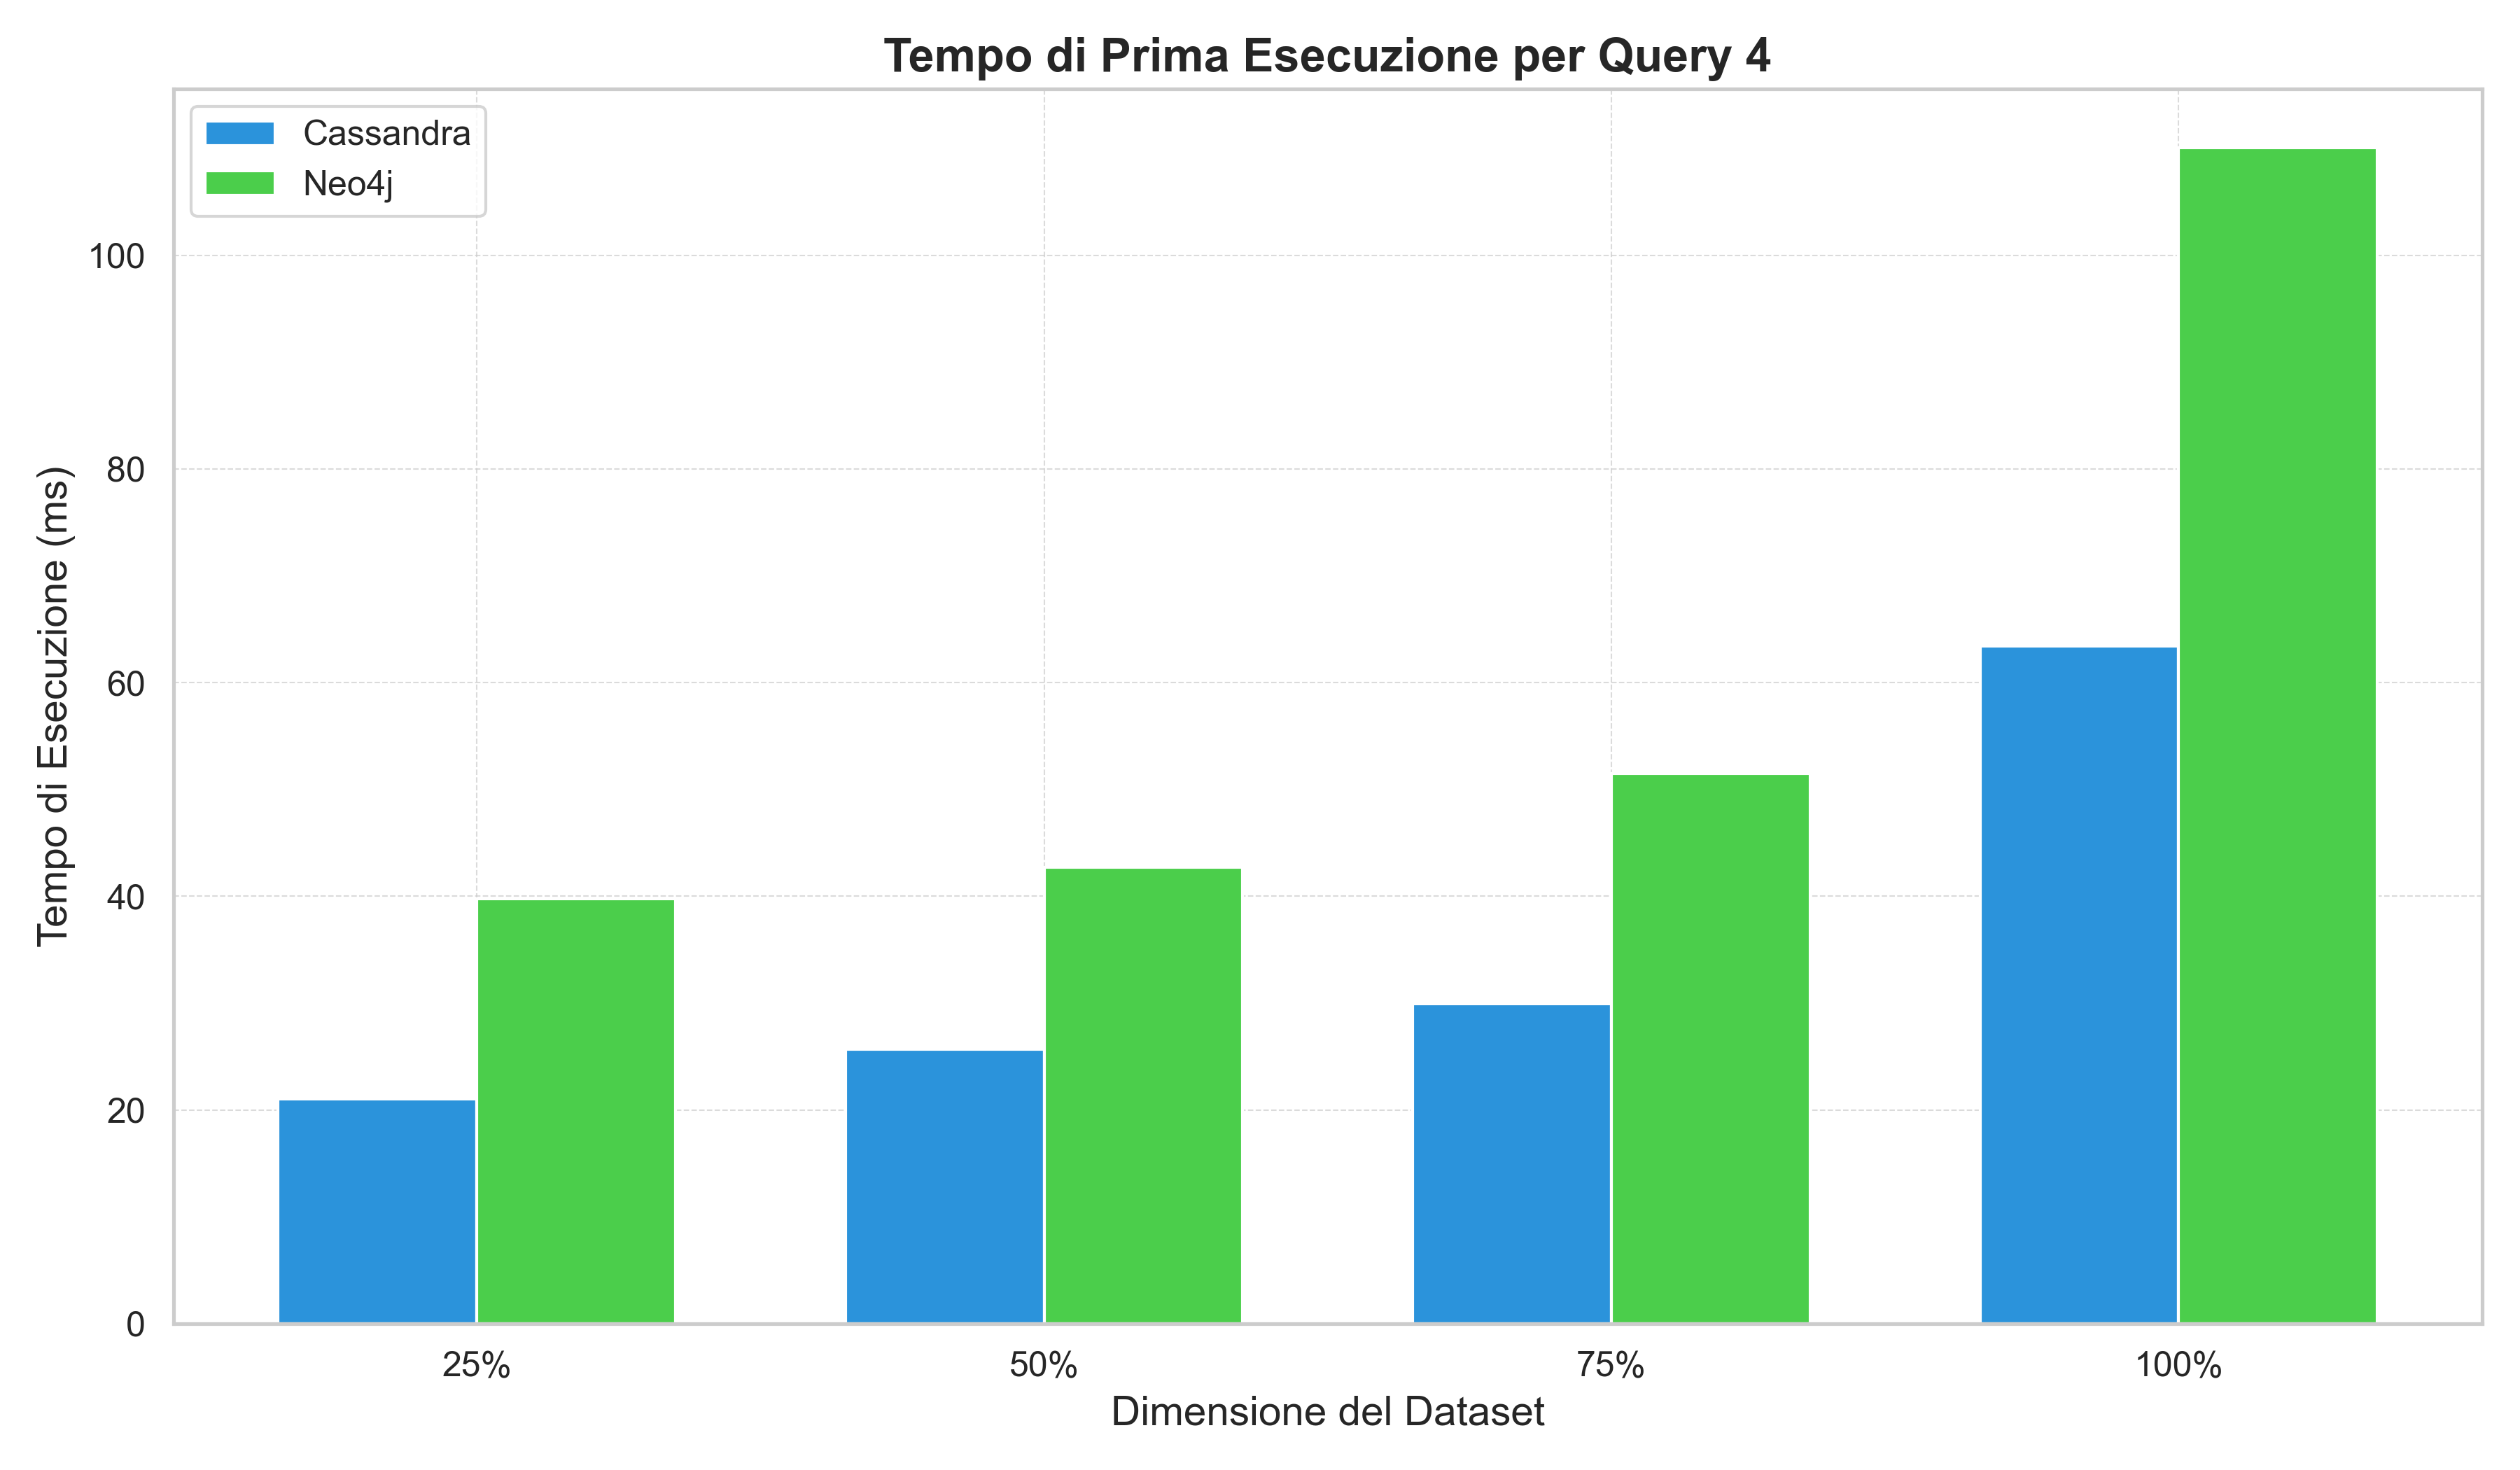 Tempo di Prima Esecuzione per Query 4
Cassandra
Neo4j
100
80
60
40
20
0
Tempo di Esecuzione (ms)
25%
50%
75%
100%
Dimensione del Dataset